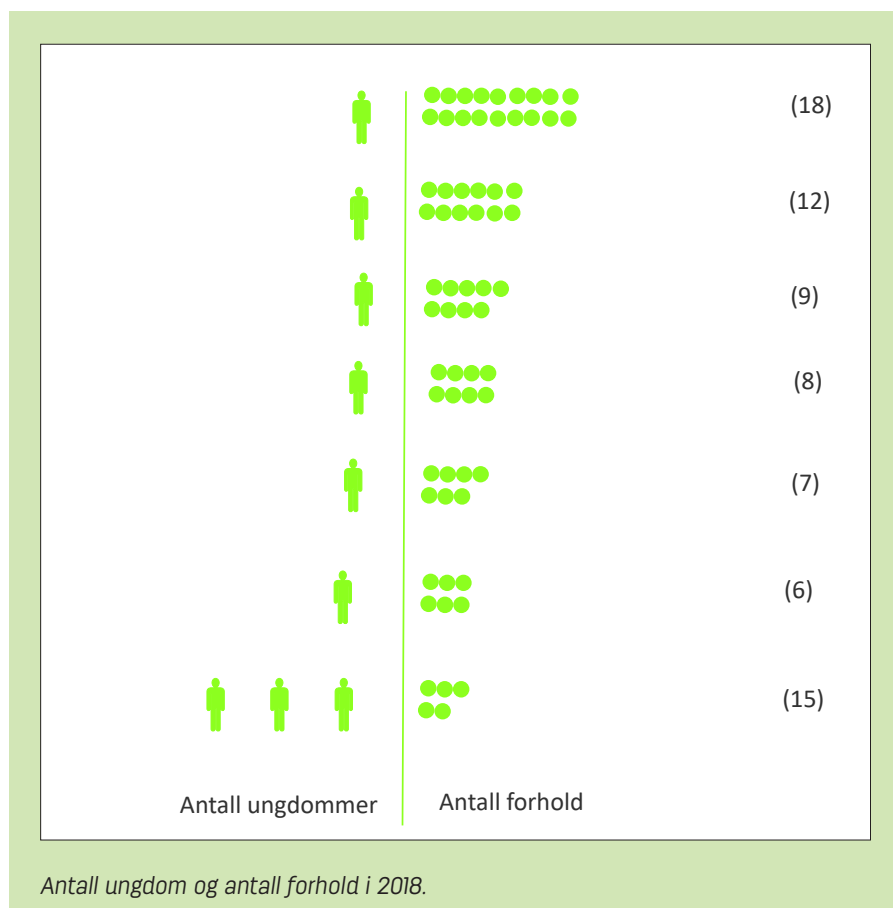 (18)
(12)
(9)
(8)
(7)
(6)
(15)
Antall ungdommer
Antall forhold
Antall ungdom og antall forhold i 2018.